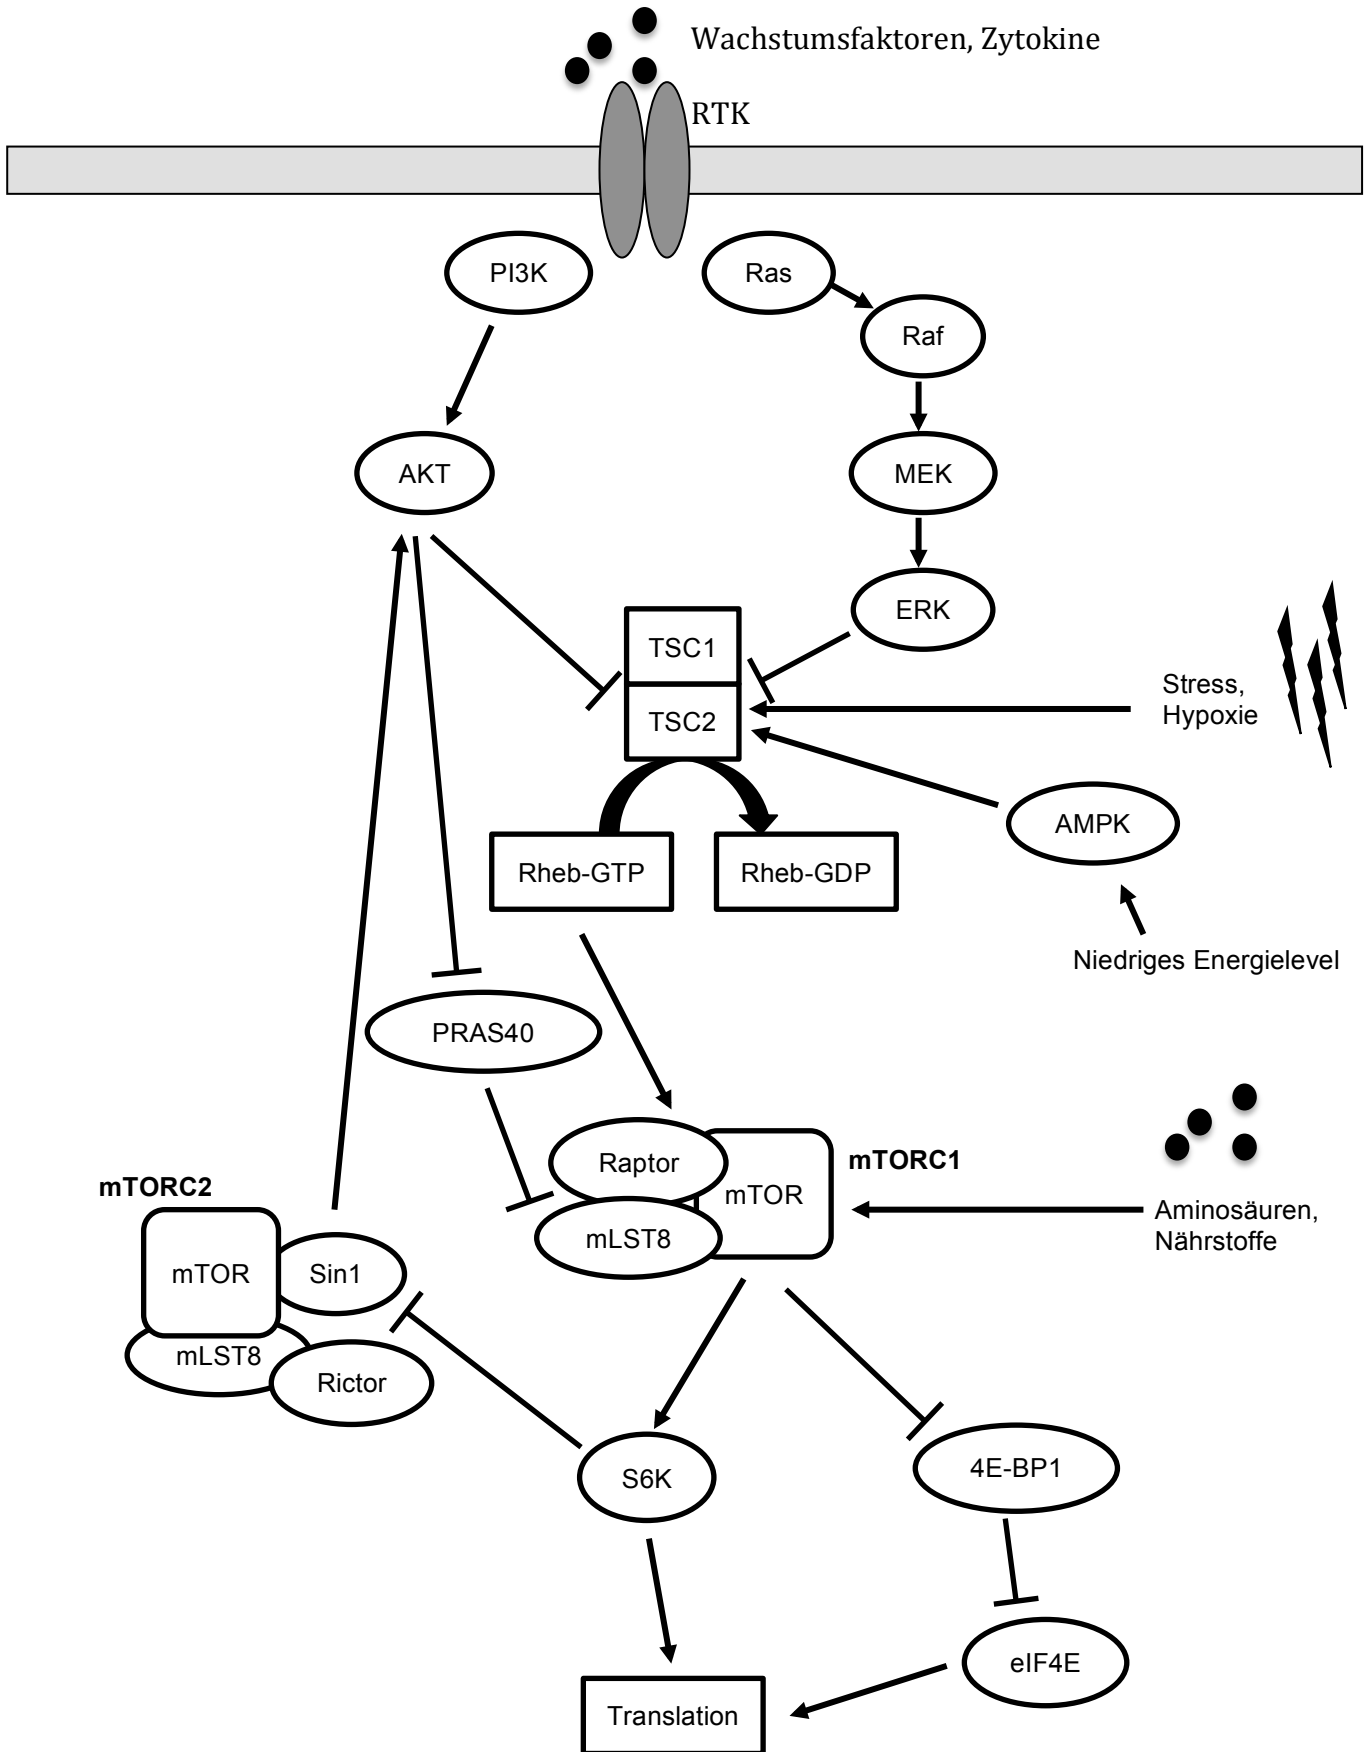 Wachstumsfaktoren, Zytokine
RTK
PI3K
Ras
Raf
AKT
MEK
ERK
TSC1
TSC2
Stress,
Hypoxie
AMPK
Rheb-GTP
Rheb-GDP
Niedriges Energielevel
PRAS40
Raptor
mTOR
mTORC1
mLST8
Aminosäuren,
Nährstoffe
mTORC2
mTOR
Sin1
mLST8
Rictor
S6K
4E-BP1
eIF4E
Translation